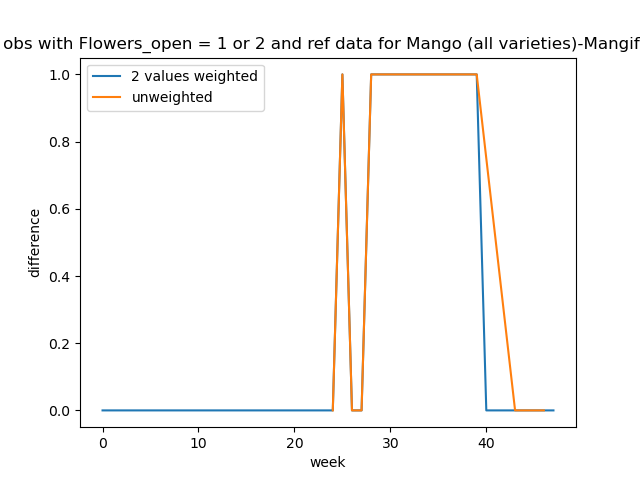 obs with Flowers_open = 1 or 2 and ref data for Mango (all varieties)-Mangif
2 values weighted
unweighted
1.0
0.8
0.6
0.4
0.2
0.0
difference
0 10 20 30 40
week